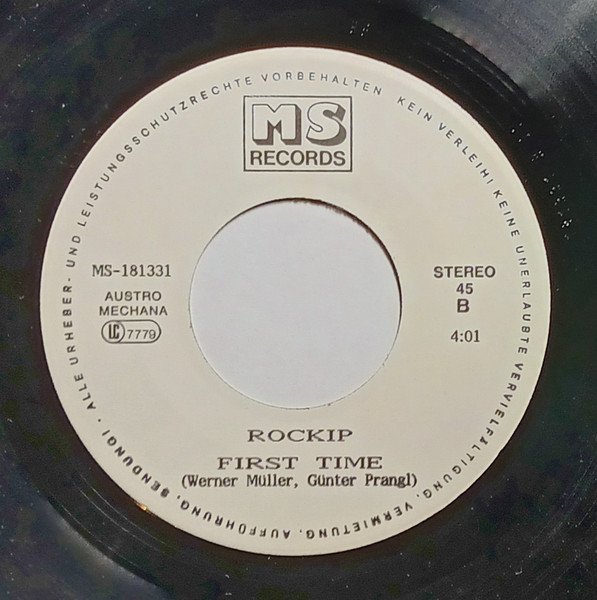 ALLE URHEBER- UND LEISTUNGSSCHUTZRECHTE VORBEHALTEN KEIN VERLEIH! KEINE UNERLAUBTE VERVIELFÄLTIGUNG, VERMIETUNG, AUFFÜHRUNG, SENDUNG! ·
MS
RECORDS
MS-181331
AUSTRO
MECHANA
LC 7779
STEREO
45
B
4:01
ROCKIP
FIRST TIME
(Werner Müller, Günter Prangl)